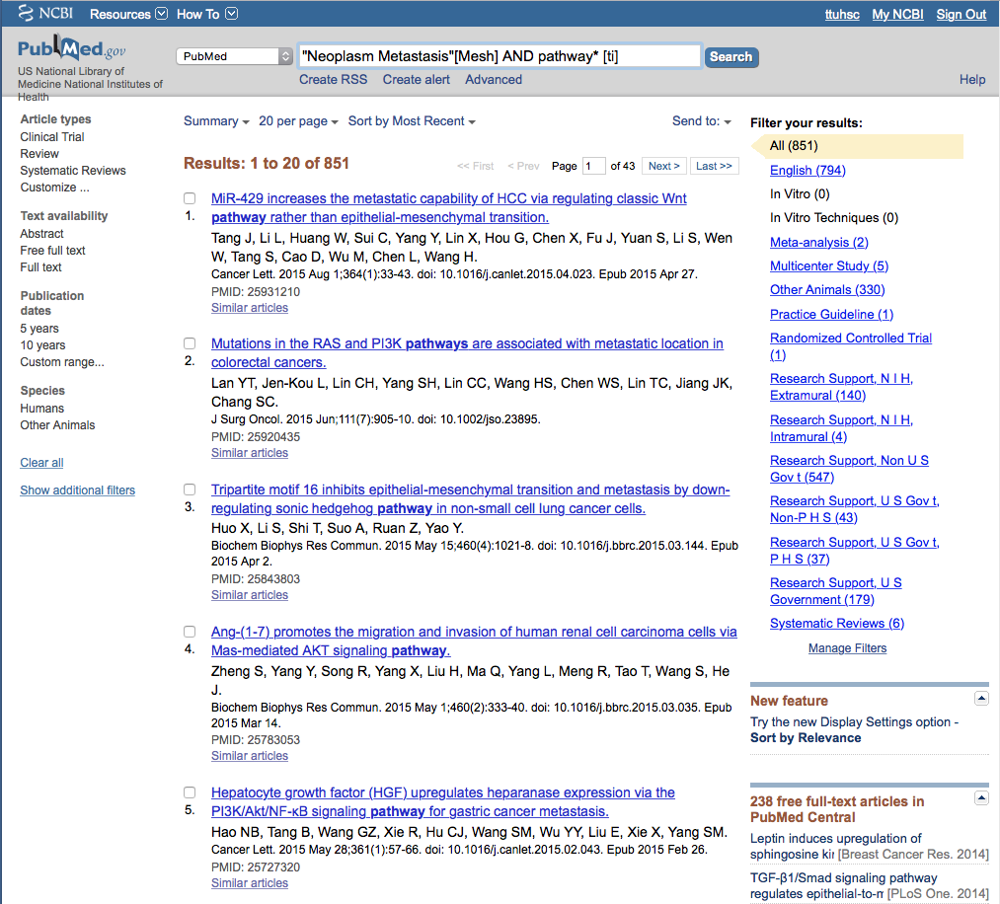 NCBI Resources How To ttuhsc My NCBI Sign Out
PubMed.gov
US National Library of
Medicine National Institutes of
Health
PubMed "Neoplasm Metastasis"[Mesh] AND pathway* [ti] Search
Create RSS Create alert Advanced Help
Article types
Clinical Trial
Review
Systematic Reviews
Customize ...
Text availability
Abstract
Free full text
Full text
Publication
dates
5 years
10 years
Custom range...
Species
Humans
Other Animals
Clear all
Show additional filters
Summary 20 per page Sort by Most Recent Send to:
Results: 1 to 20 of 851
<< First < Prev Page 1 of 43 Next > Last >>
MiR-429 increases the metastatic capability of HCC via regulating classic Wnt
1. pathway rather than epithelial-mesenchymal transition.
Tang J, Li L, Huang W, Sui C, Yang Y, Lin X, Hou G, Chen X, Fu J, Yuan S, Li S, Wen
W, Tang S, Cao D, Wu M, Chen L, Wang H.
Cancer Lett. 2015 Aug 1;364(1):33-43. doi: 10.1016/j.canlet.2015.04.023. Epub 2015 Apr 27.
PMID: 25931210
Similar articles
Mutations in the RAS and PI3K pathways are associated with metastatic location in
2. colorectal cancers.
Lan YT, Jen-Kou L, Lin CH, Yang SH, Lin CC, Wang HS, Chen WS, Lin TC, Jiang JK,
Chang SC.
J Surg Oncol. 2015 Jun;111(7):905-10. doi: 10.1002/jso.23895.
PMID: 25920435
Similar articles
Tripartite motif 16 inhibits epithelial-mesenchymal transition and metastasis by down-
3. regulating sonic hedgehog pathway in non-small cell lung cancer cells.
Huo X, Li S, Shi T, Suo A, Ruan Z, Yao Y.
Biochem Biophys Res Commun. 2015 May 15;460(4):1021-8. doi: 10.1016/j.bbrc.2015.03.144. Epub
2015 Apr 2.
PMID: 25843803
Similar articles
Ang-(1-7) promotes the migration and invasion of human renal cell carcinoma cells via
4. Mas-mediated AKT signaling pathway.
Zheng S, Yang Y, Song R, Yang X, Liu H, Ma Q, Yang L, Meng R, Tao T, Wang S, He
J.
Biochem Biophys Res Commun. 2015 May 1;460(2):333-40. doi: 10.1016/j.bbrc.2015.03.035. Epub
2015 Mar 14.
PMID: 25783053
Similar articles
Hepatocyte growth factor (HGF) upregulates heparanase expression via the
5. PI3K/Akt/NF-κB signaling pathway for gastric cancer metastasis.
Hao NB, Tang B, Wang GZ, Xie R, Hu CJ, Wang SM, Wu YY, Liu E, Xie X, Yang SM.
Cancer Lett. 2015 May 28;361(1):57-66. doi: 10.1016/j.canlet.2015.02.043. Epub 2015 Feb 26.
PMID: 25727320
Similar articles
Filter your results:
All (851)
English (794)
In Vitro (0)
In Vitro Techniques (0)
Meta-analysis (2)
Multicenter Study (5)
Other Animals (330)
Practice Guideline (1)
Randomized Controlled Trial
(1)
Research Support, N I H,
Extramural (140)
Research Support, N I H,
Intramural (4)
Research Support, Non U S
Gov t (547)
Research Support, U S Gov t,
Non-P H S (43)
Research Support, U S Gov t,
P H S (37)
Research Support, U S
Government (179)
Systematic Reviews (6)
Manage Filters
New feature
Try the new Display Settings option -
Sort by Relevance
238 free full-text articles in
PubMed Central
Leptin induces upregulation of
sphingosine kir [Breast Cancer Res. 2014]
TGF-β1/Smad signaling pathway
regulates epithelial-to-m [PLoS One. 2014]